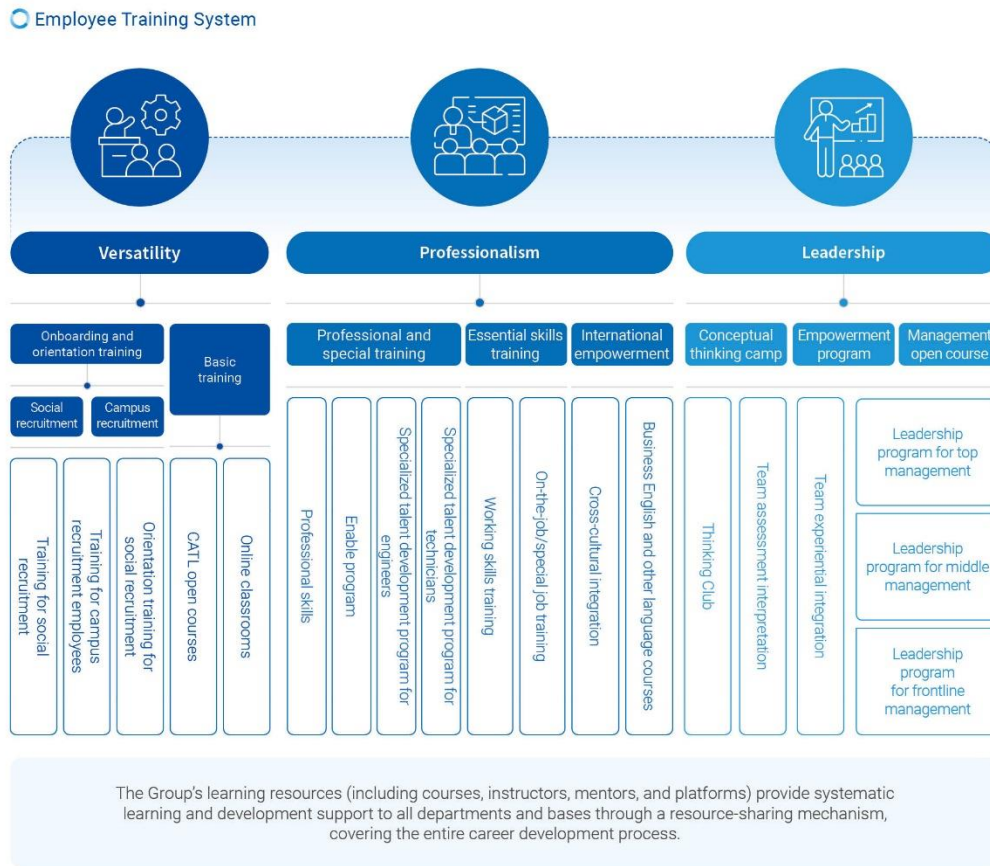 Employee Training System
Versatility
Professionalism
Leadership
Onboarding and
orientation training
Basic
training
Professional and
special training
Essential skills
training
International
empowerment
Conceptual
thinking camp
Empowerment
program
Management
open course
Social
recruitment
Campus
recruitment
Training for social
recruitment
Training for campus
recruitment employees
Orientation training for
social recruitment
CATL open courses
Online classrooms
Professional skills
Enable program
Specialized talent development program for
engineers
Specialized talent development program for
technicians
Working skills training
On-the-job/special job training
Cross-cultural integration
Business English and other language courses
Thinking Club
Team assessment interpretation
Team experiential integration
Leadership
program for top
management
Leadership
program for middle
management
Leadership
program
for frontline
management
The Group's learning resources (including courses, instructors, mentors, and platforms) provide systematic
learning and development support to all departments and bases through a resource-sharing mechanism,
covering the entire career development process.